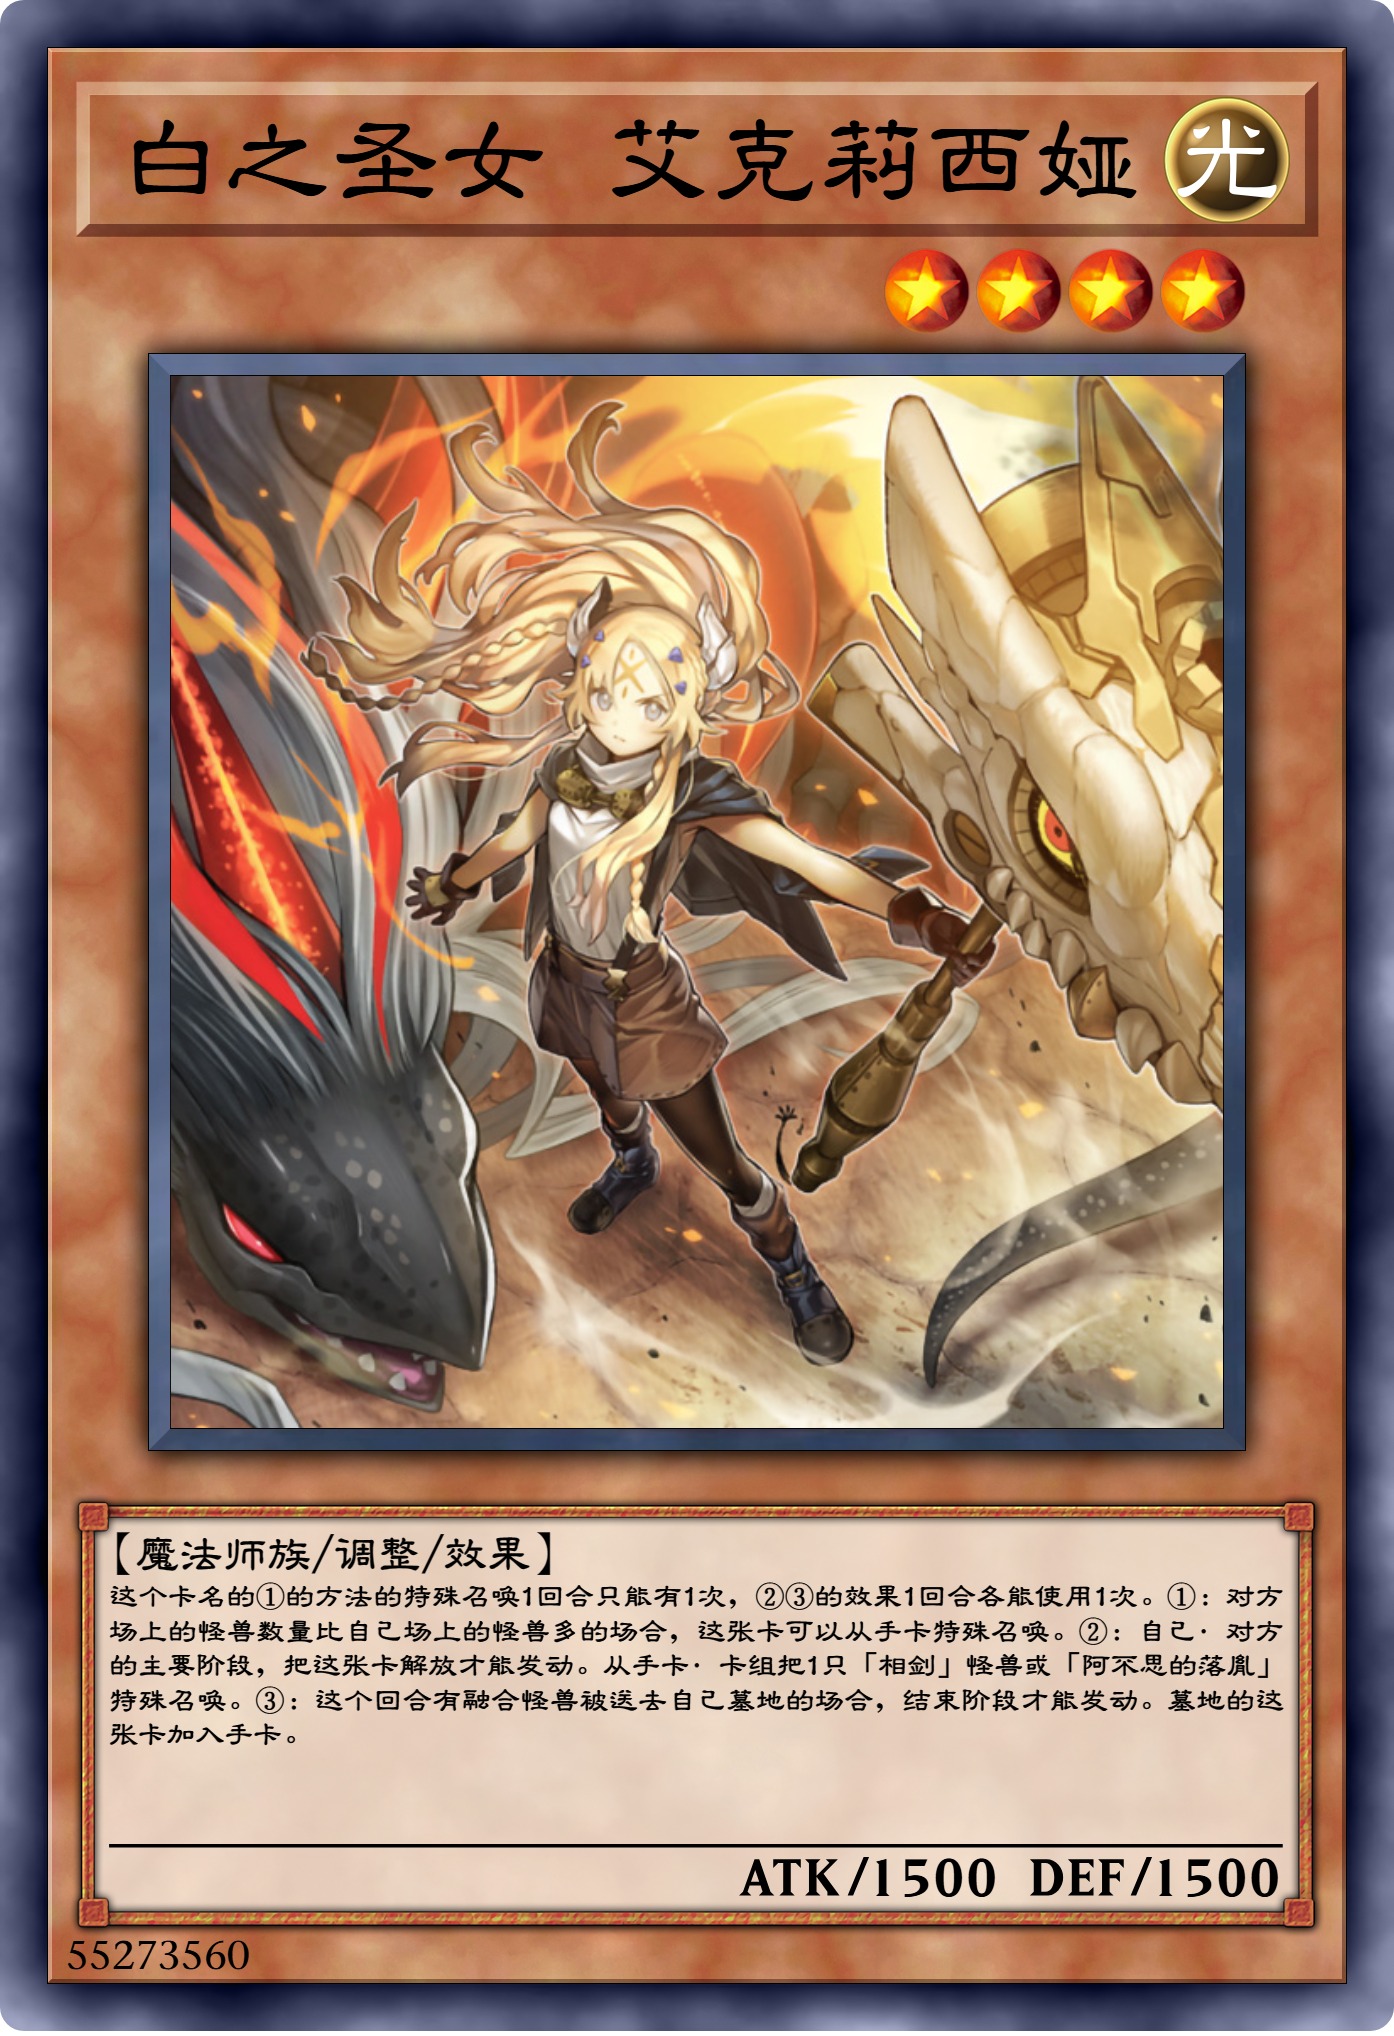 白之圣女 艾克莉西娅 光
【魔法师族/调整/效果】
这个卡名的①的方法的特殊召唤1回合只能有1次，②③的效果1回合各能使用1次。①：对方
场上的怪兽数量比自己场上的怪兽多的场合，这张卡可以从手卡特殊召唤。②：自己·对方
的主要阶段，把这张卡解放才能发动。从手卡·卡组把1只「相剑」怪兽或「阿不思的落胤」
特殊召唤。③：这个回合有融合怪兽被送去自己墓地的场合，结束阶段才能发动。墓地的这
张卡加入手卡。
ATK/1500 DEF/1500
55273560